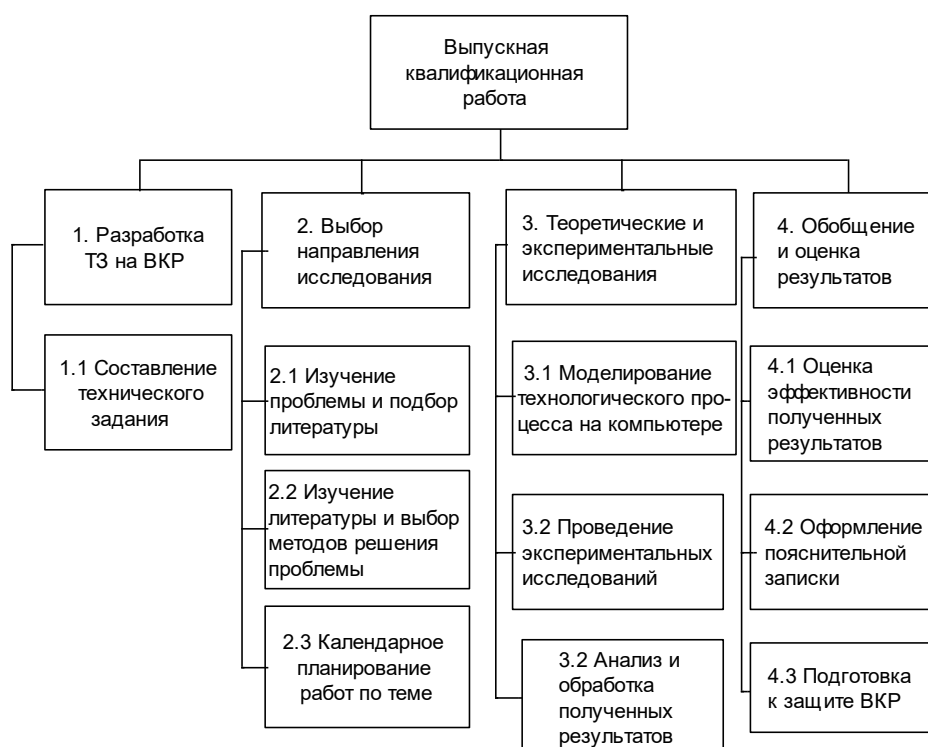 Выпускная
квалификационная
работа
1. Разработка
ТЗ на ВКР
2. Выбор
направления
исследования
3. Теоретические и
экспериментальные
исследования
4. Обобщение
и оценка
результатов
1.1 Составление
технического
задания
2.1 Изучение
проблемы и подбор
литературы
3.1 Моделирование
технологического про-
цесса на компьютере
4.1 Оценка
эффективности
полученных
результатов
2.2 Изучение
литературы и выбор
методов решения
проблемы
3.2 Проведение
экспериментальных
исследований
4.2 Оформление
пояснительной
записки
2.3 Календарное
планирование
работ по теме
3.2 Анализ и
обработка
полученных
результатов
4.3 Подготовка
к защите ВКР